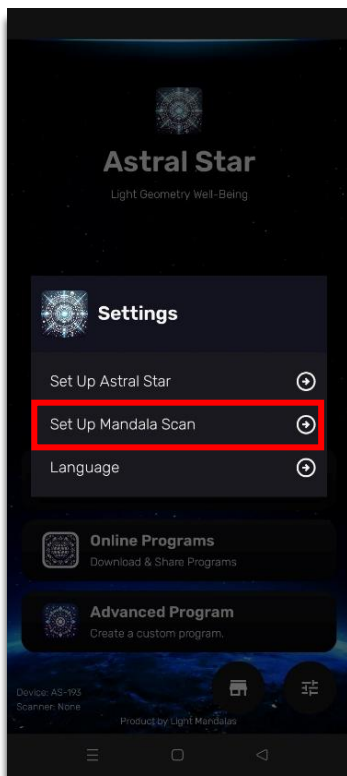 Astral Star
Light Geometry Well-Being
Settings
Set Up Astral Star
Set Up Mandala Scan
Language
Online Programs
Download & Share Programs
Advanced Program
Create a custom program.
Device: AS-193
Scanner: None
Product by Light Mandalas